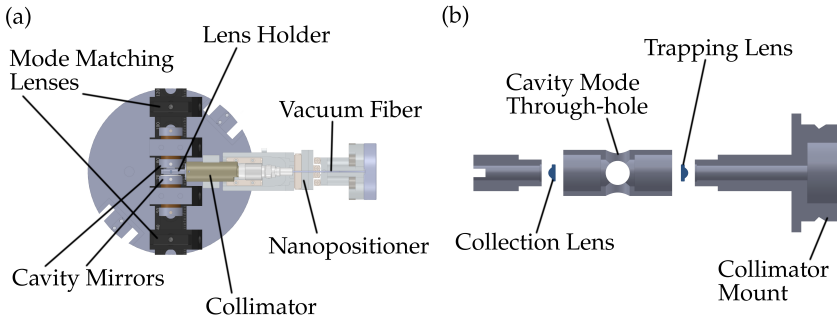 (a)
Lens Holder
Mode Matching
Lenses
Vacuum Fiber
Nanopositioner
Cavity Mirrors
Collimator
(b)
Trapping Lens
Cavity Mode
Through-hole
Collection Lens
Collimator
Mount